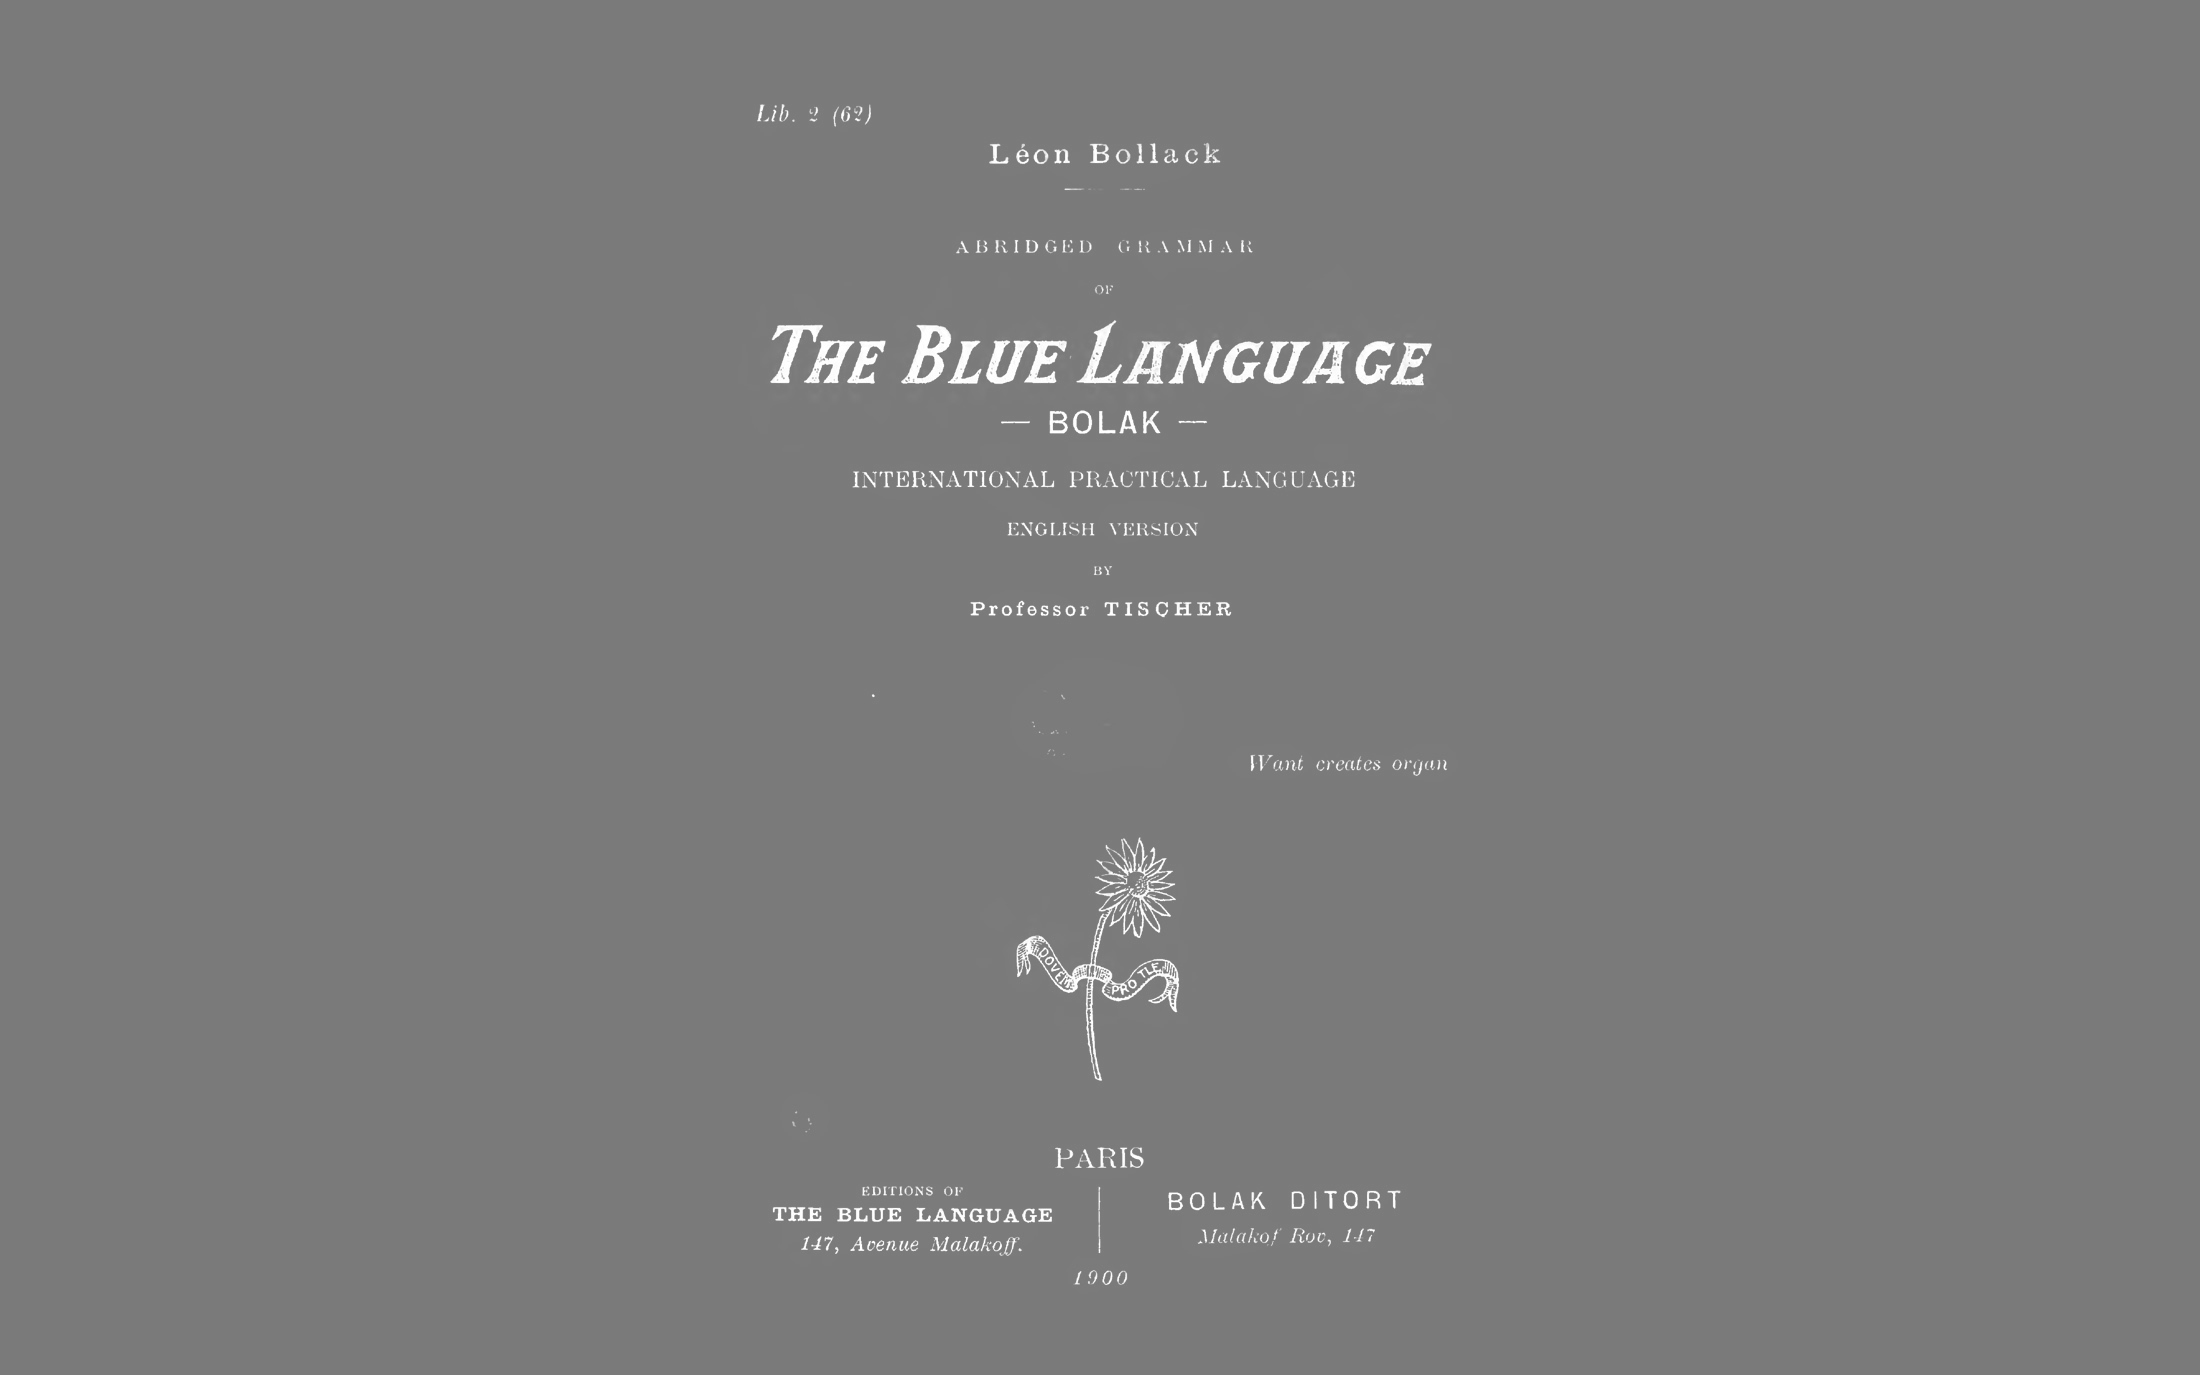 Lib. 2 (62)
Léon Bollack
ABRIDGED GRAMMAR
OF
THE BLUE LANGUAGE
— BOLAK —
INTERNATIONAL PRACTICAL LANGUAGE
ENGLISH VERSION
BY
Professor TISCHER
Want creates organ
DOVEM PRO TLE
PARIS
EDITIONS OF
THE BLUE LANGUAGE
147, Avenue Malakoff.
BOLAK DITORT
Malakof Rov, 147
1900